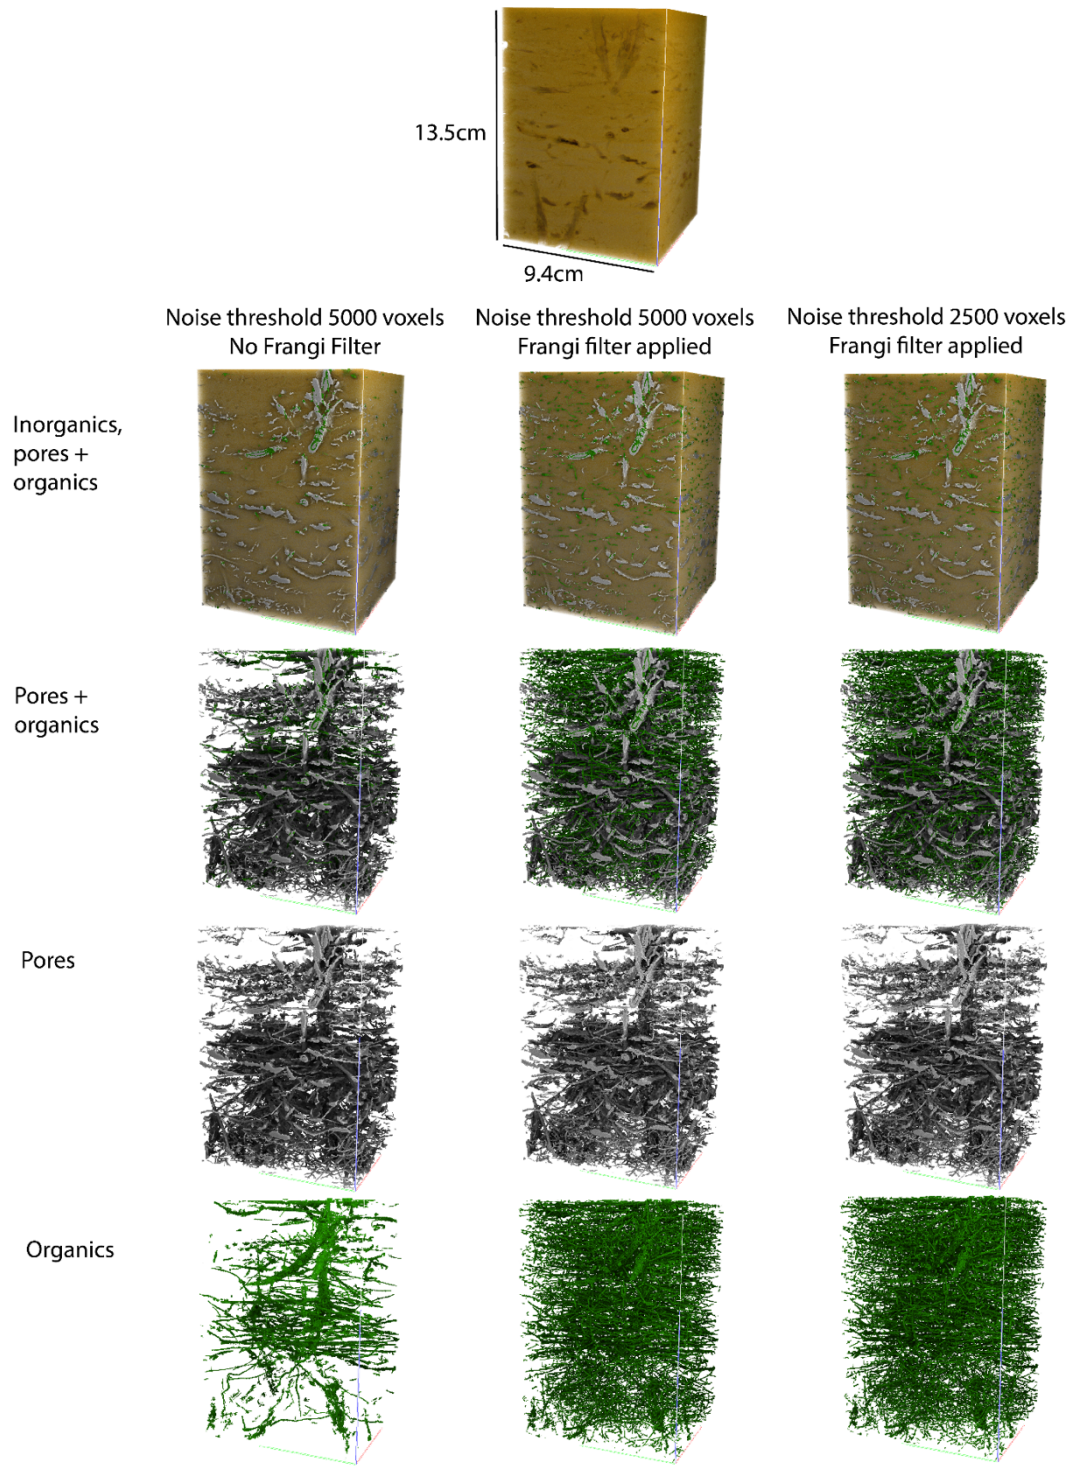 13.5cm
9.4cm
Noise threshold 5000 voxels
No Frangi Filter
Noise threshold 5000 voxels
Frangi filter applied
Noise threshold 2500 voxels
Frangi filter applied
Inorganics,
pores +
organics
Pores +
organics
Pores
Organics